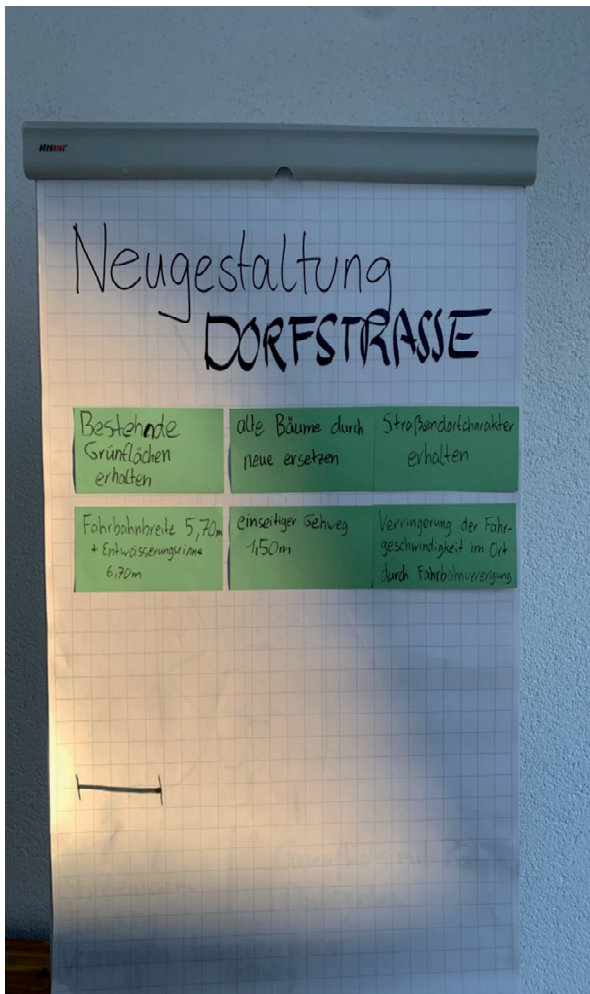 Neugestaltung
DORFSTRASSE
Bestehnde
Grünflächen
erhalten
alte Bäume durch
neue ersetzen
Straßendorfcharakter
erhalten
Fahrbahnbreite 5,70m
+ Entwässerungsrinne
6,70m
einseitiger Gehweg
1,50m
Verringerung der Fahr-
geschwindigkeit im Ort
durch Fahrbahnverengung